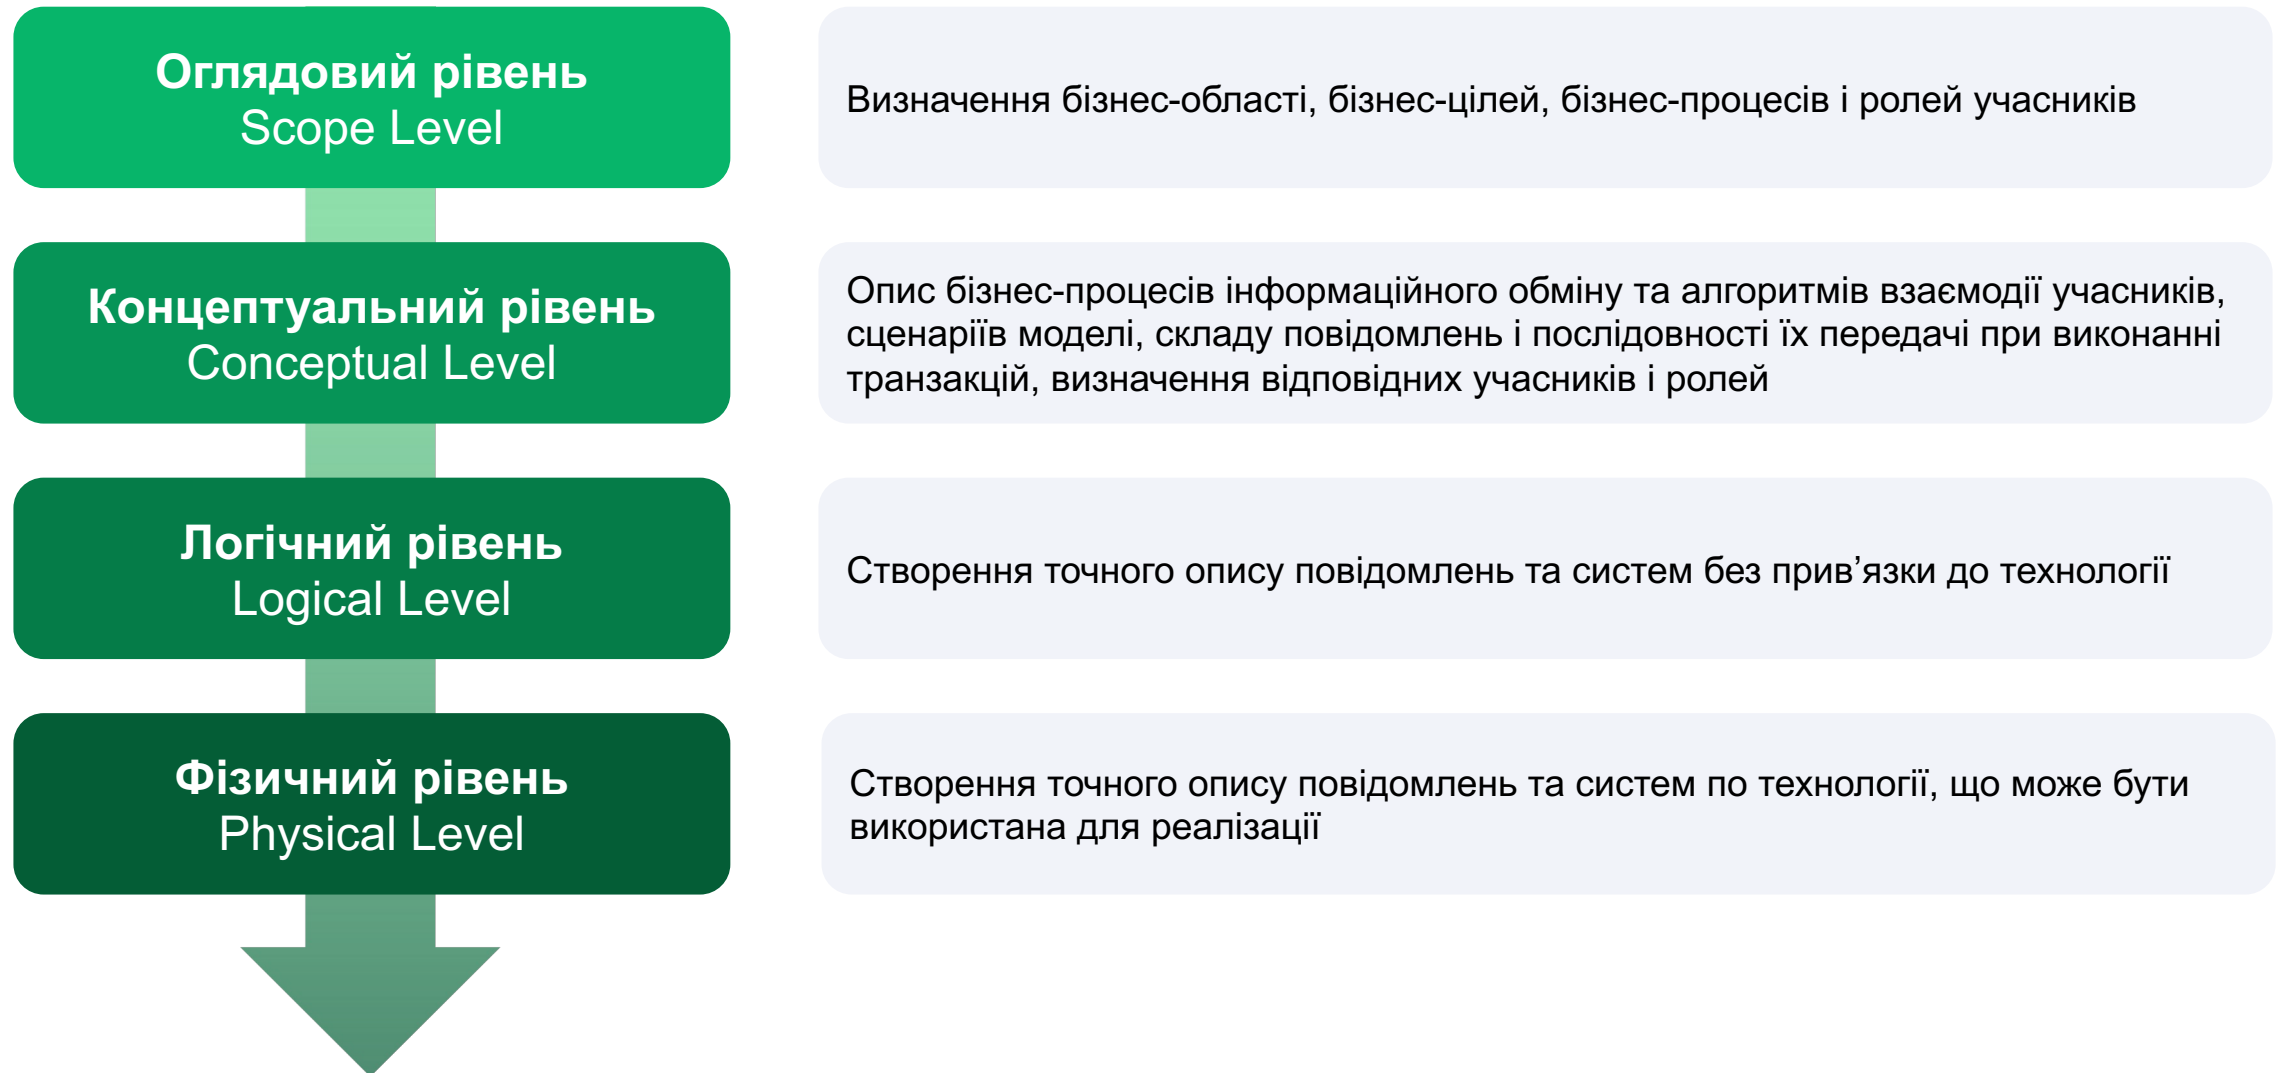 Оглядовий рівень
Scope Level
Визначення бізнес-області, бізнес-цілей, бізнес-процесів і ролей учасників
Концептуальний рівень
Conceptual Level
Опис бізнес-процесів інформаційного обміну та алгоритмів взаємодії учасників,
сценаріїв моделі, складу повідомлень і послідовності їх передачі при виконанні
транзакцій, визначення відповідних учасників і ролей
Логічний рівень
Logical Level
Створення точного опису повідомлень та систем без прив’язки до технології
Фізичний рівень
Physical Level
Створення точного опису повідомлень та систем по технології, що може бути
використана для реалізації